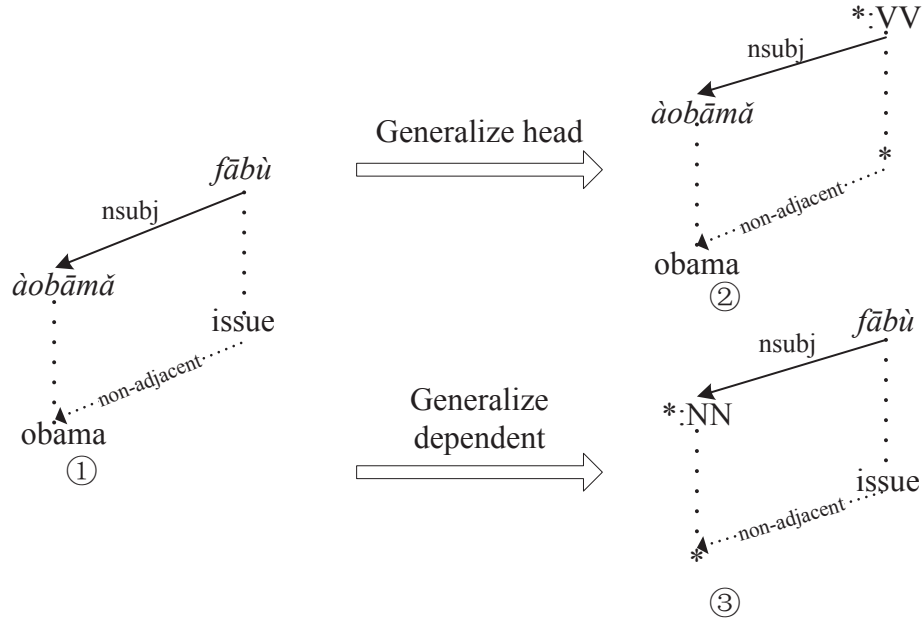 fābù
nsubj
àobāmǎ
issue
non-adjacent
obama
①
Generalize head
*:VV
nsubj
àobāmǎ
*
non-adjacent
obama
②
Generalize
dependent
fābù
nsubj
*:NN
issue
non-adjacent
*
③